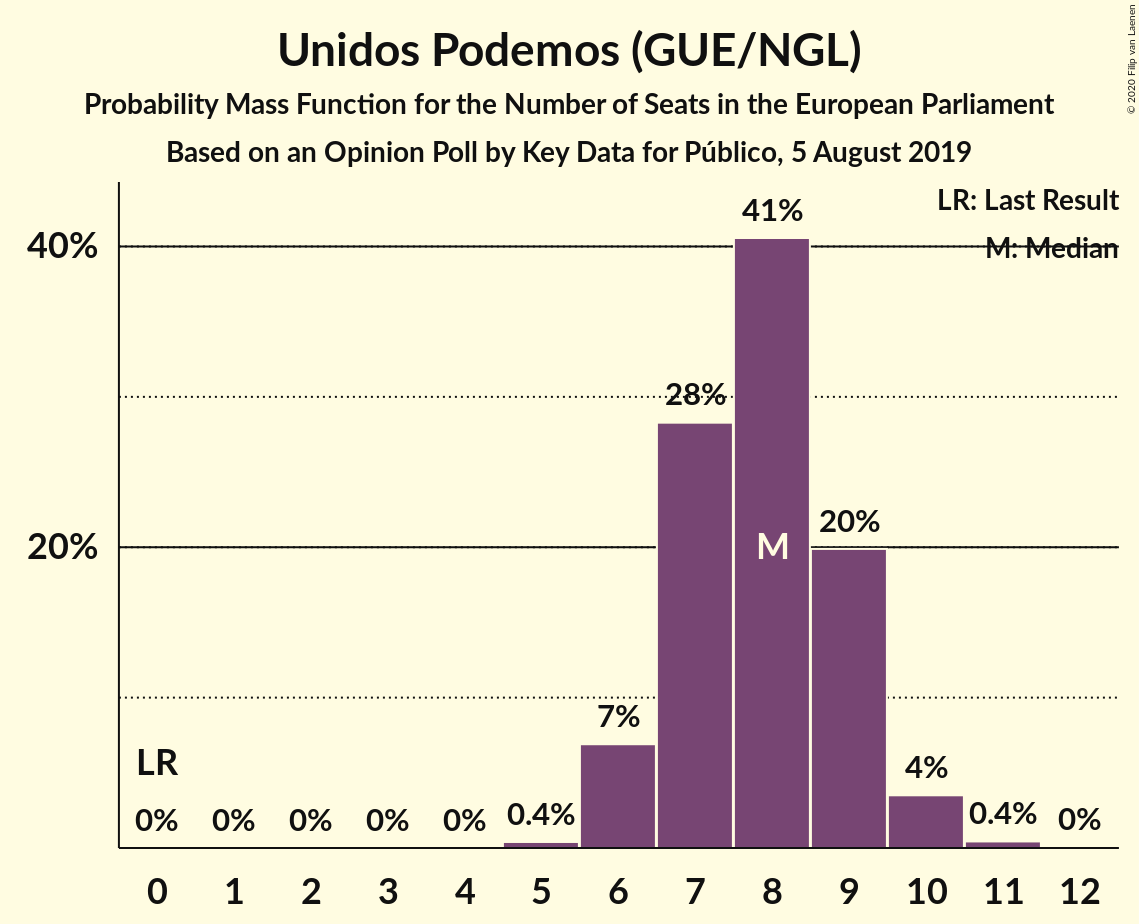 Unidos Podemos (GUE/NGL)
Probability Mass Function for the Number of Seats in the European Parliament
Based on an Opinion Poll by Key Data for Público, 5 August 2019
© 2020 Filip van Laenen
LR: Last Result
M: Median
41%
40%
28%
20%
20%
M
7%
LR
4%
0% 0% 0% 0% 0% 0.4% 0.4% 0%
0 1 2 3 4 5 6 7 8 9 10 11 12